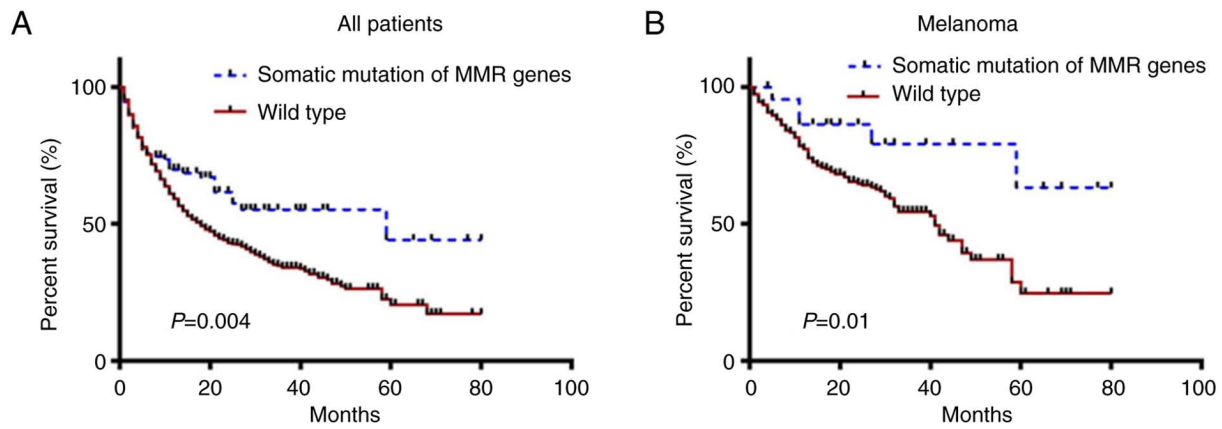 A
All patients
Somatic mutation of MMR genes
Wild type
Percent survival (%)
100
50
0
P=0.004
0 20 40 60 80 100
Months
B
Melanoma
Somatic mutation of MMR genes
Wild type
Percent survival (%)
100
50
0
P=0.01
0 20 40 60 80 100
Months